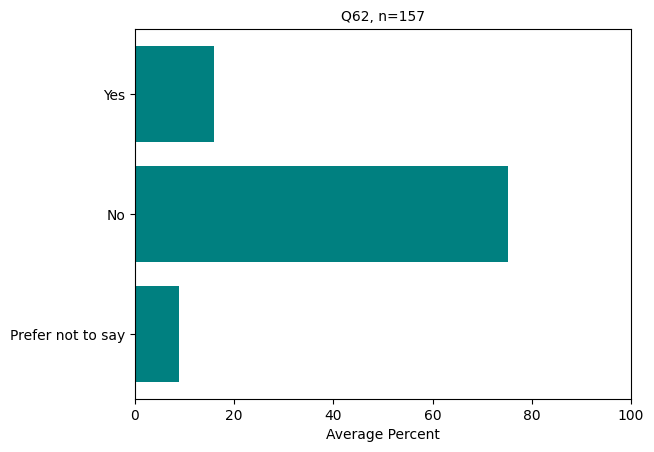 Q62, n=157
Yes
No
Prefer not to say
0 20 40 60 80 100
Average Percent